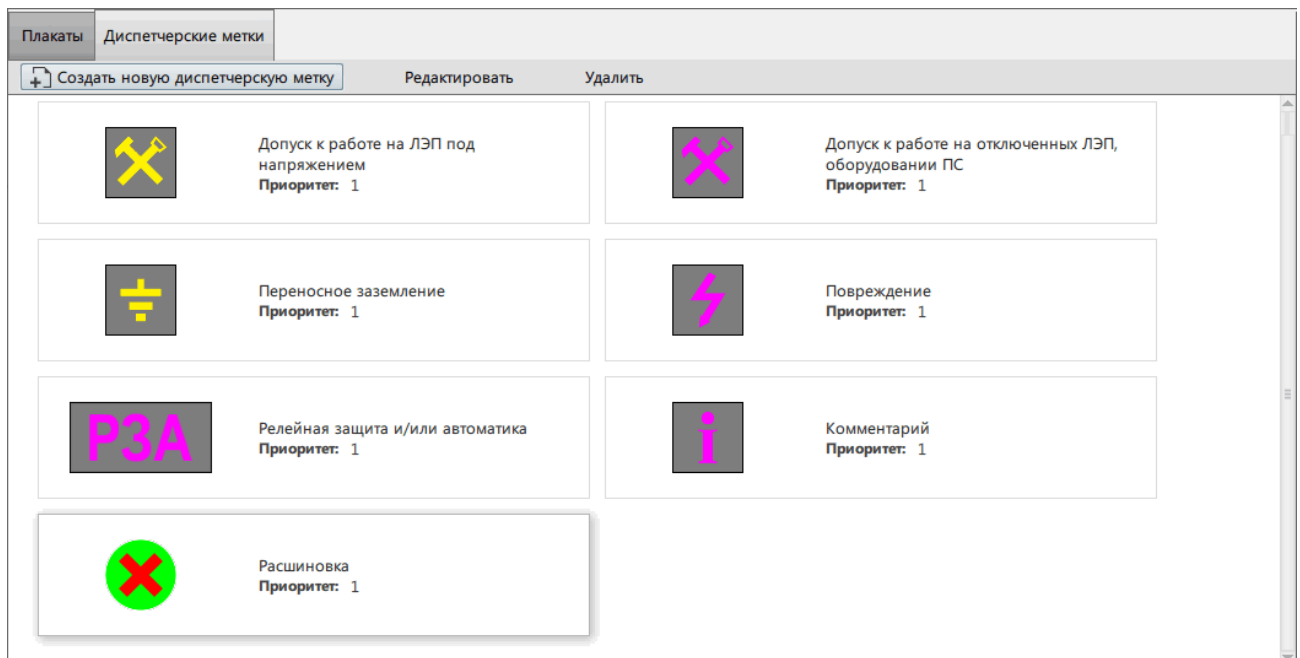 Плакаты
Диспетчерские метки
Создать новую диспетчерскую метку
Редактировать
Удалить
Допуск к работе на ЛЭП под
напряжением
Приоритет: 1
Допуск к работе на отключенных ЛЭП,
оборудовании ПС
Приоритет: 1
Переносное заземление
Приоритет: 1
Повреждение
Приоритет: 1
РЗА
Релейная защита и/или автоматика
Приоритет: 1
i
Комментарий
Приоритет: 1
Расшиновка
Приоритет: 1